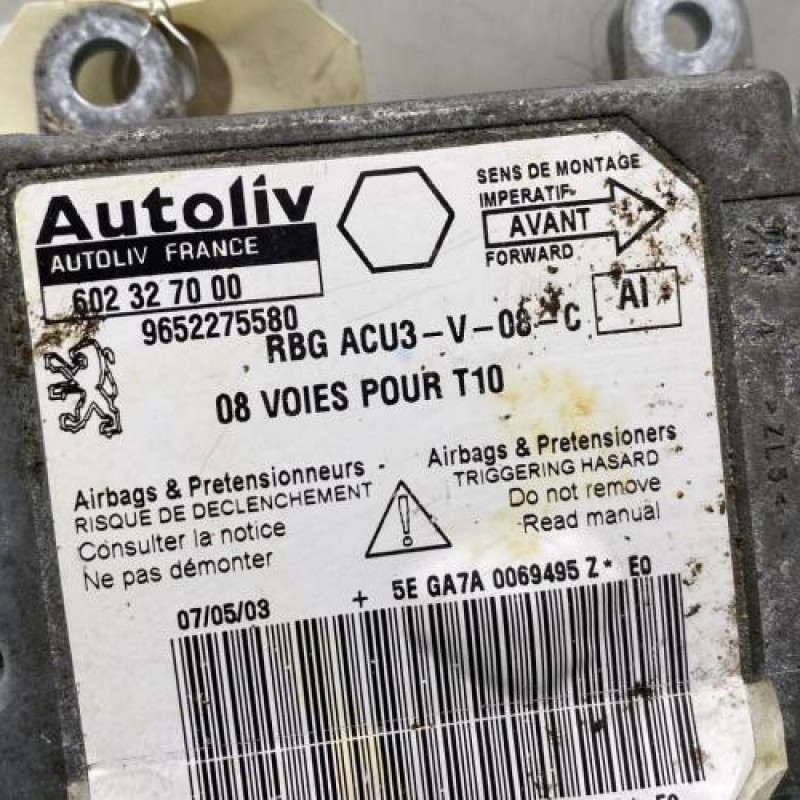 Autoliv
AUTOLIV FRANCE
602 32 70 00
9652275580
SENS DE MONTAGE
IMPERATIF
AVANT
FORWARD
RBG ACU3-V-08-C
AI
08 VOIES POUR T10
Airbags & Pretensionneurs -
RISQUE DE DECLENCHEMENT
Consulter la notice
Ne pas démonter
!
Airbags & Pretensioners
TRIGGERING HASARD
Do not remove
Read manual
07/05/03
+ 5E GA7A 0069495 Z* E0